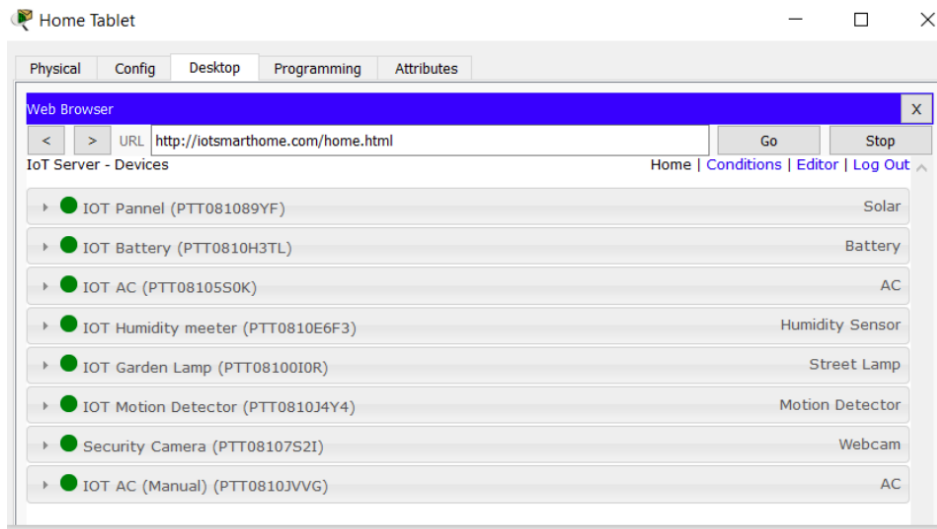 Home Tablet
Physical Config Desktop Programming Attributes
Web Browser X
< > URL http://iotsmarthome.com/home.html Go Stop
IoT Server - Devices Home | Conditions | Editor | Log Out
IOT Pannel (PTT081089YF) Solar
IOT Battery (PTT0810H3TL) Battery
IOT AC (PTT08105S0K) AC
IOT Humidity meeter (PTT0810E6F3) Humidity Sensor
IOT Garden Lamp (PTT08100I0R) Street Lamp
IOT Motion Detector (PTT0810J4Y4) Motion Detector
Security Camera (PTT08107S2I) Webcam
IOT AC (Manual) (PTT0810JVVG) AC